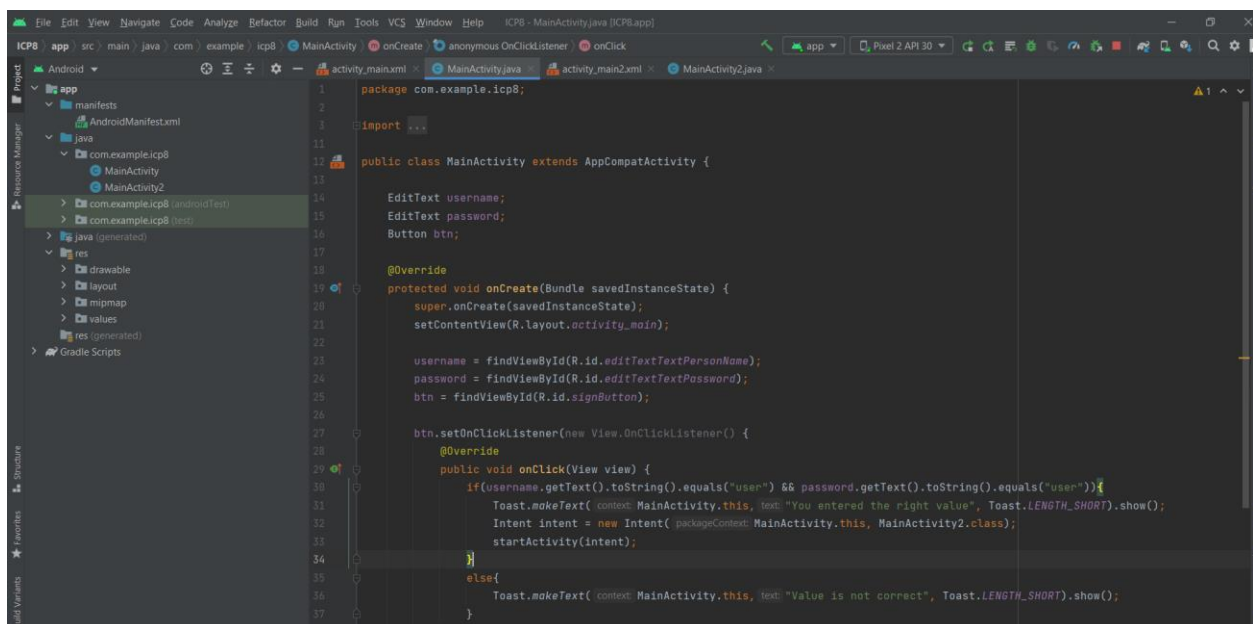 File Edit View Navigate Code Analyze Refactor Build Run Tools VCS Window Help ICP8 - MainActivity.java [ICP8.app]
ICP8 app src main java com example icp8 MainActivity onCreate anonymous OnClickListener onClick app Pixel 2 API 30
Android activity_main.xml MainActivity.java activity_main2.xml MainActivity2.java
Project
Resource Manager
Structure
Favorites
Build Variants
app
manifests
AndroidManifest.xml
java
com.example.icp8
MainActivity
MainActivity2
com.example.icp8 (androidTest)
com.example.icp8 (test)
java (generated)
res
drawable
layout
mipmap
values
res (generated)
Gradle Scripts
1 package com.example.icp8; 1
2
3 import ...
11
12 public class MainActivity extends AppCompatActivity {
13
14 EditText username;
15 EditText password;
16 Button btn;
17
18 @Override
19 protected void onCreate(Bundle savedInstanceState) {
20 super.onCreate(savedInstanceState);
21 setContentView(R.layout.activity_main);
22
23 username = findViewById(R.id.editTextTextPersonName);
24 password = findViewById(R.id.editTextTextPassword);
25 btn = findViewById(R.id.signButton);
26
27 btn.setOnClickListener(new View.OnClickListener() {
28 @Override
29 public void onClick(View view) {
30 if(username.getText().toString().equals("user") && password.getText().toString().equals("user")){
31 Toast.makeText( context: MainActivity.this, text: "You entered the right value", Toast.LENGTH_SHORT).show();
32 Intent intent = new Intent( packageContext: MainActivity.this, MainActivity2.class);
33 startActivity(intent);
34 }
35 else{
36 Toast.makeText( context: MainActivity.this, text: "Value is not correct", Toast.LENGTH_SHORT).show();
37 }